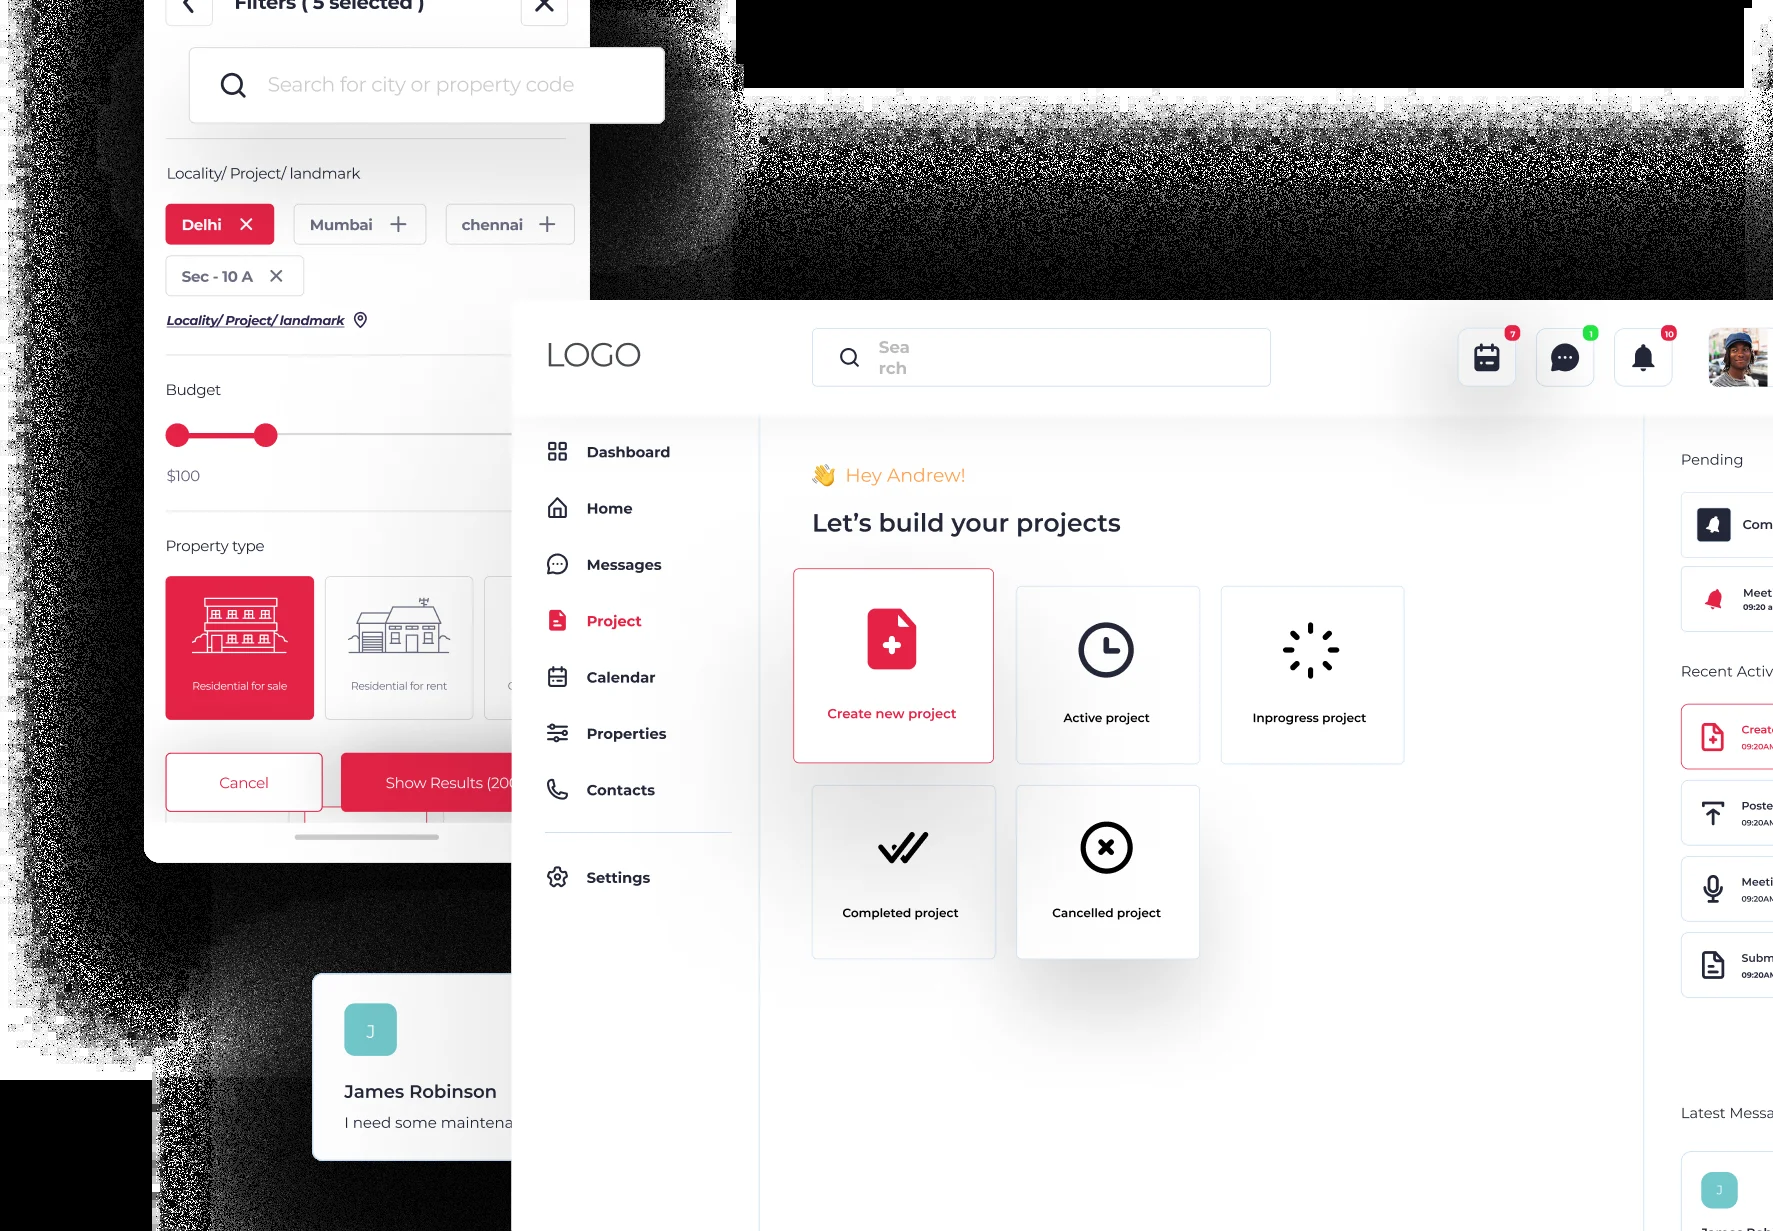 Filters ( 5 selected )
Search for city or property code
Locality/ Project/ landmark
Delhi
Mumbai
chennai
Sec - 10 A
Locality/ Project/ landmark
Budget
$100
Property type
Residential for sale
Residential for rent
Cancel
Show Results (200
J
James Robinson
I need some maintena
LOGO
Sea
rch
7
1
10
Dashboard
Home
Messages
Project
Calendar
Properties
Contacts
Settings
Hey Andrew!
Let’s build your projects
Create new project
Active project
Inprogress project
Completed project
Cancelled project
Pending
Com
Meet
09:20 a
Recent Activ
Create
09:20AM
Poste
09:20AM
Meeti
09:20AM
Subm
09:20AM
Latest Messa
J